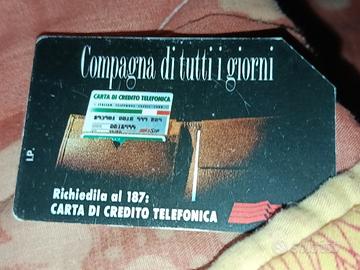 Compagna di tutti i giorni
CARTA DI CREDITO TELEFONICA
I.P.
Richiedila al 187:
CARTA DI CREDITO TELEFONICA